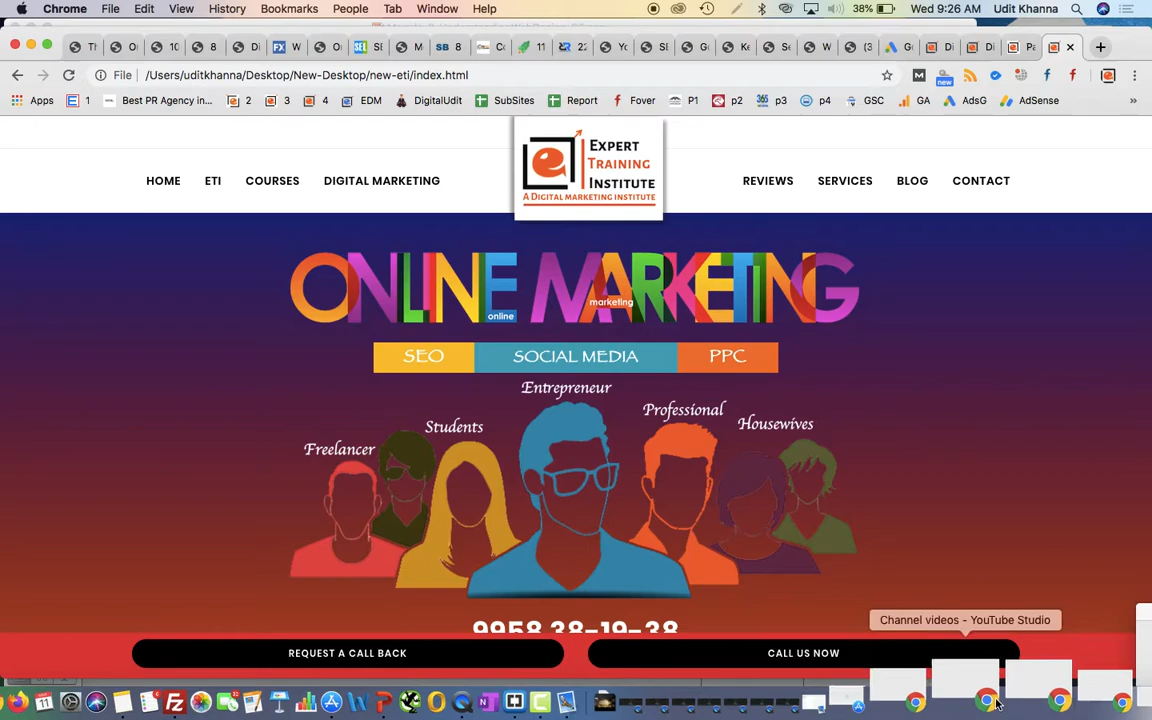 Chrome File Edit View History Bookmarks People Tab Window Help 38% Wed 9:26 AM Udit Khanna
File /Users/uditkhanna/Desktop/New-Desktop/new-eti/index.html
Apps 1 Best PR Agency in... 2 3 4 EDM DigitalUdit SubSites Report Fover P1 p2 p3 p4 GSC GA AdsG AdSense »
EXPERT
TRAINING
INSTITUTE
A DIGITAL MARKETING INSTITUTE
HOME ETI COURSES DIGITAL MARKETING REVIEWS SERVICES BLOG CONTACT
ONLINE MARKETING
online marketing
SEO SOCIAL MEDIA PPC
Entrepreneur
Professional
Housewives
Students
Freelancer
9958 38-19-38
Channel videos - YouTube Studio
REQUEST A CALL BACK CALL US NOW